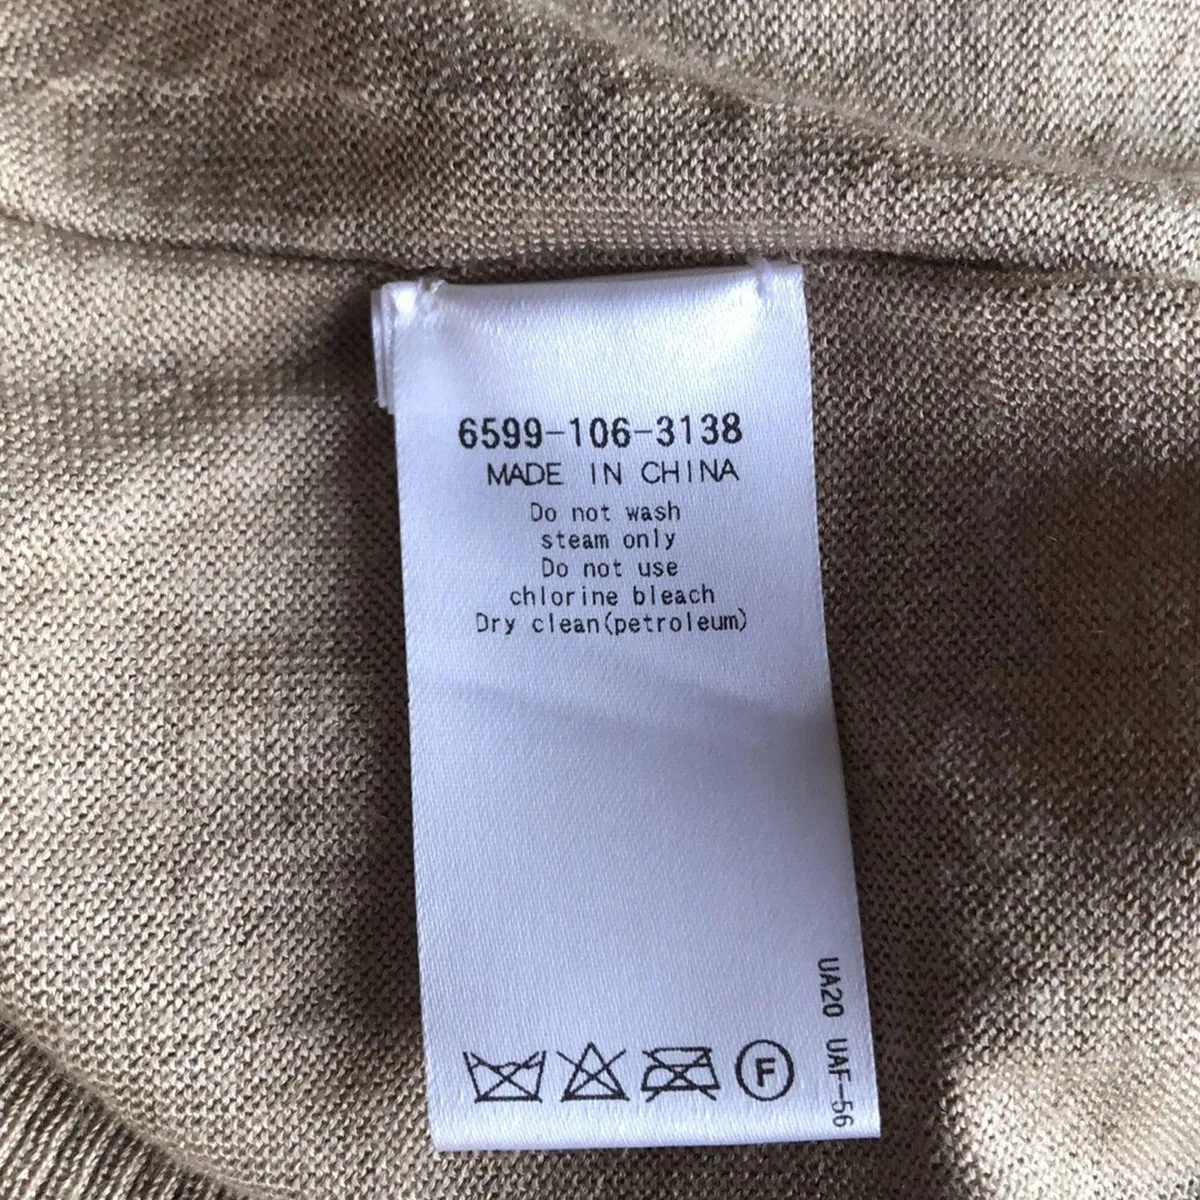 6599-106-3138
MADE IN CHINA
Do not wash
steam only
Do not use
chlorine bleach
Dry clean(petroleum)
UA20 UAF-56
F